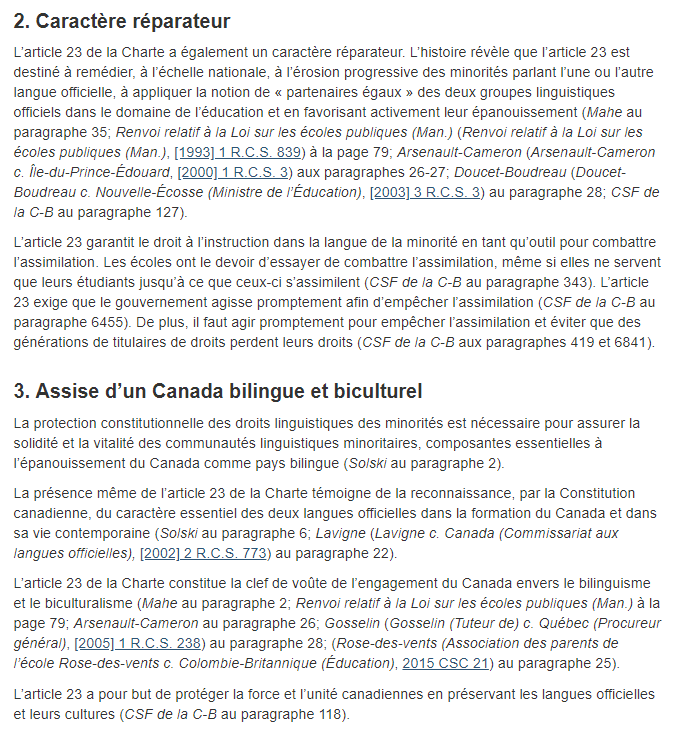 2. Caractère réparateur
L’article 23 de la Charte a également un caractère réparateur. L’histoire révèle que l’article 23 est
destiné à remédier, à l’échelle nationale, à l’érosion progressive des minorités parlant l’une ou l’autre
langue officielle, à appliquer la notion de « partenaires égaux » des deux groupes linguistiques
officiels dans le domaine de l’éducation et en favorisant activement leur épanouissement (Mahe au
paragraphe 35; Renvoi relatif à la Loi sur les écoles publiques (Man.) (Renvoi relatif à la Loi sur les
écoles publiques (Man.), [1993] 1 R.C.S. 839) à la page 79; Arsenault-Cameron (Arsenault-Cameron
c. Île-du-Prince-Édouard, [2000] 1 R.C.S. 3) aux paragraphes 26-27; Doucet-Boudreau (Doucet-
Boudreau c. Nouvelle-Écosse (Ministre de l’Éducation), [2003] 3 R.C.S. 3) au paragraphe 28; CSF de
la C-B au paragraphe 127).
L’article 23 garantit le droit à l’instruction dans la langue de la minorité en tant qu’outil pour combattre
l’assimilation. Les écoles ont le devoir d’essayer de combattre l’assimilation, même si elles ne servent
que leurs étudiants jusqu’à ce que ceux-ci s’assimilent (CSF de la C-B au paragraphe 343). L’article
23 exige que le gouvernement agisse promptement afin d’empêcher l’assimilation (CSF de la C-B au
paragraphe 6455). De plus, il faut agir promptement pour empêcher l’assimilation et éviter que des
générations de titulaires de droits perdent leurs droits (CSF de la C-B aux paragraphes 419 et 6841).
3. Assise d’un Canada bilingue et biculturel
La protection constitutionnelle des droits linguistiques des minorités est nécessaire pour assurer la
solidité et la vitalité des communautés linguistiques minoritaires, composantes essentielles à
l’épanouissement du Canada comme pays bilingue (Solski au paragraphe 2).
La présence même de l’article 23 de la Charte témoigne de la reconnaissance, par la Constitution
canadienne, du caractère essentiel des deux langues officielles dans la formation du Canada et dans
sa vie contemporaine (Solski au paragraphe 6; Lavigne (Lavigne c. Canada (Commissariat aux
langues officielles), [2002] 2 R.C.S. 773) au paragraphe 22).
L’article 23 de la Charte constitue la clef de voûte de l’engagement du Canada envers le bilinguisme
et le biculturalisme (Mahe au paragraphe 2; Renvoi relatif à la Loi sur les écoles publiques (Man.) à la
page 79; Arsenault-Cameron au paragraphe 26; Gosselin (Gosselin (Tuteur de) c. Québec (Procureur
général), [2005] 1 R.C.S. 238) au paragraphe 28; (Rose-des-vents (Association des parents de
l’école Rose-des-vents c. Colombie-Britannique (Éducation), 2015 CSC 21) au paragraphe 25).
L’article 23 a pour but de protéger la force et l’unité canadiennes en préservant les langues officielles
et leurs cultures (CSF de la C-B au paragraphe 118).